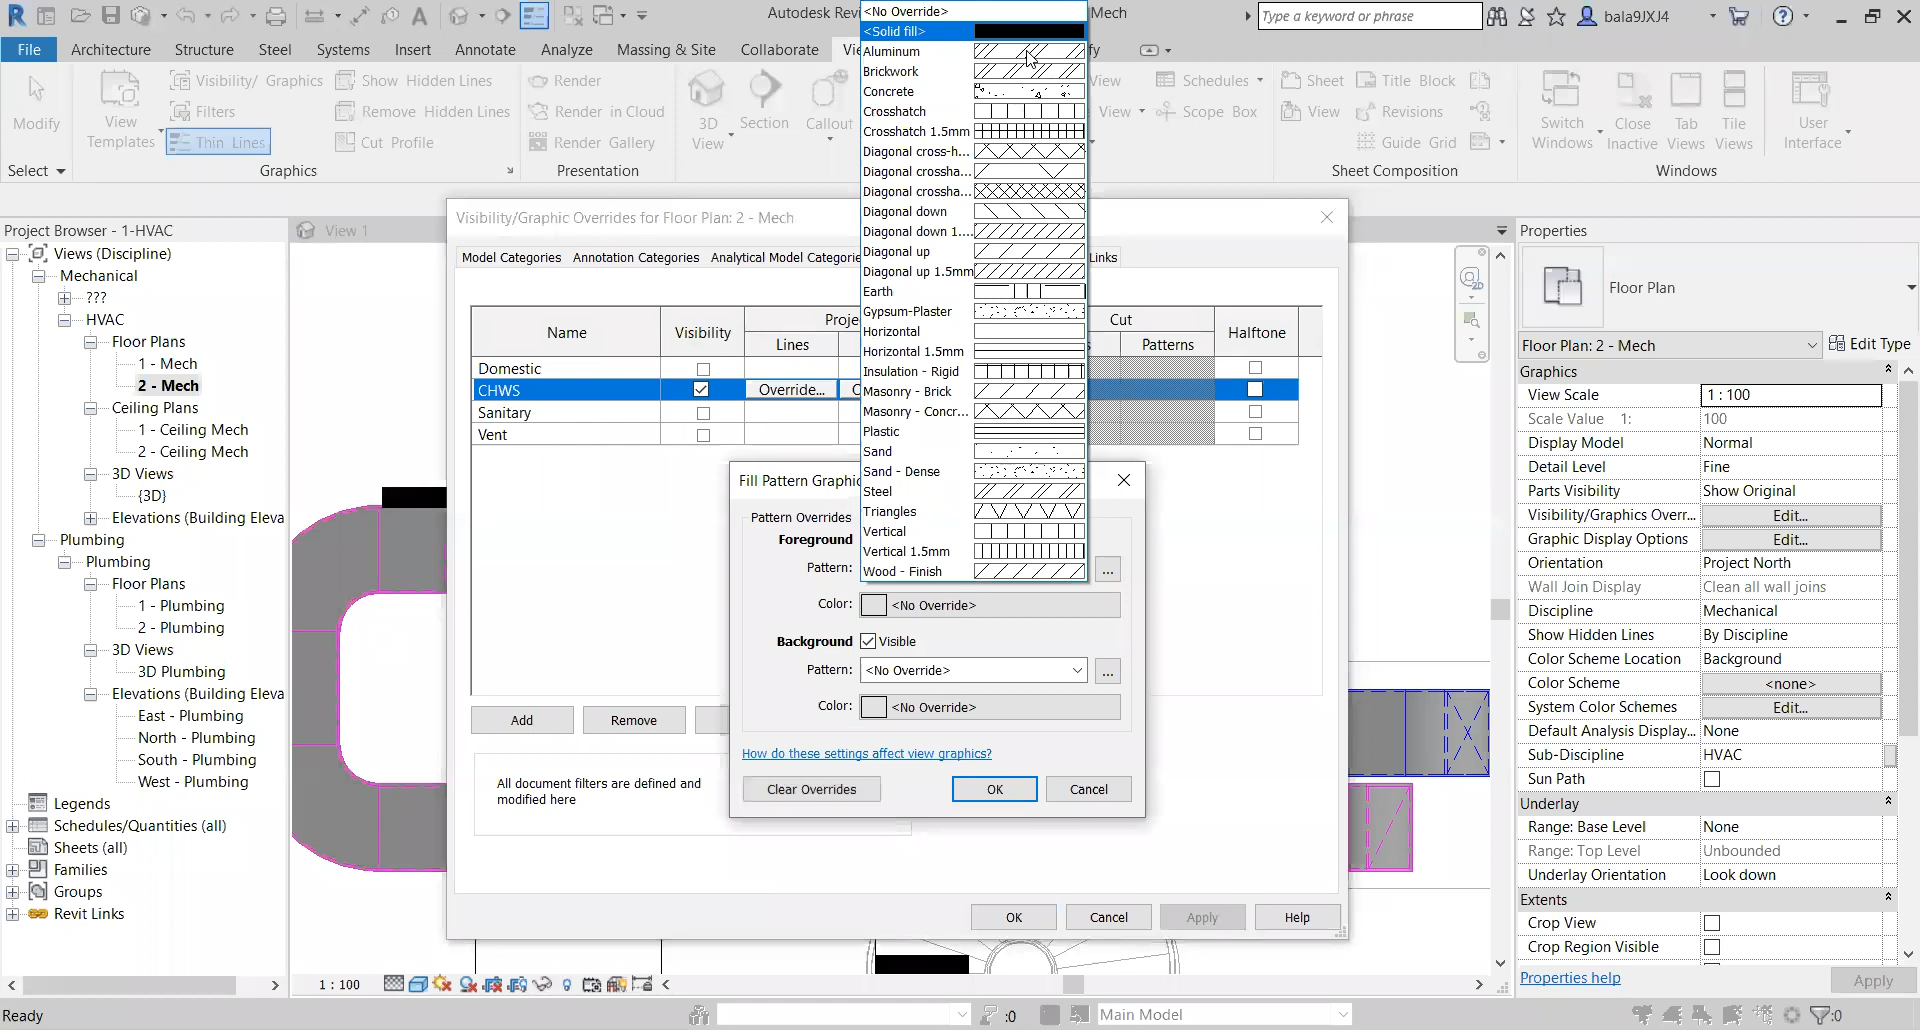 Autodesk Revi
Mech
Type a keyword or phrase
bala9JXJ4
File
Architecture
Structure
Steel
Systems
Insert
Annotate
Analyze
Massing & Site
Collaborate
Vi
fy
Modify
View
Templates
Visibility/ Graphics
Filters
Thin Lines
Show Hidden Lines
Remove Hidden Lines
Cut Profile
Render
Render in Cloud
Render Gallery
3D
View
Section
Callout
View
View
Schedules
Scope Box
Sheet
View
Title Block
Revisions
Guide Grid
Switch
Windows
Close
Inactive
Tab
Views
Tile
Views
User
Interface
Select
Graphics
Presentation
Sheet Composition
Windows
<No Override>
<Solid fill>
Aluminum
Brickwork
Concrete
Crosshatch
Crosshatch 1.5mm
Diagonal cross-h...
Diagonal crossha...
Diagonal crossha...
Diagonal down
Diagonal down 1....
Diagonal up
Diagonal up 1.5mm
Earth
Gypsum-Plaster
Horizontal
Horizontal 1.5mm
Insulation - Rigid
Masonry - Brick
Masonry - Concr...
Plastic
Sand
Sand - Dense
Steel
Triangles
Vertical
Vertical 1.5mm
Wood - Finish
Project Browser - 1-HVAC
Views (Discipline)
Mechanical
???
HVAC
Floor Plans
1 - Mech
2 - Mech
Ceiling Plans
1 - Ceiling Mech
2 - Ceiling Mech
3D Views
{3D}
Elevations (Building Eleva
Plumbing
Plumbing
Floor Plans
1 - Plumbing
2 - Plumbing
3D Views
3D Plumbing
Elevations (Building Eleva
East - Plumbing
North - Plumbing
South - Plumbing
West - Plumbing
Legends
Schedules/Quantities (all)
Sheets (all)
Families
Groups
Revit Links
View 1
Visibility/Graphic Overrides for Floor Plan: 2 - Mech
Model Categories
Annotation Categories
Analytical Model Categorie
Links
Name
Visibility
Proje
Cut
Halftone
Lines
Patterns
Domestic
CHWS
Override...
Sanitary
Vent
Add
Remove
All document filters are defined and
modified here
Fill Pattern Graphi
Pattern Overrides
Foreground
Pattern:
...
Color:
<No Override>
Background
Visible
Pattern:
<No Override>
...
Color:
<No Override>
How do these settings affect view graphics?
Clear Overrides
OK
Cancel
OK
Cancel
Apply
Help
Properties
2D
Floor Plan
Floor Plan: 2 - Mech
Edit Type
Graphics
View Scale
1 : 100
Scale Value 1:
100
Display Model
Normal
Detail Level
Fine
Parts Visibility
Show Original
Visibility/Graphics Overr...
Edit...
Graphic Display Options
Edit...
Orientation
Project North
Wall Join Display
Clean all wall joins
Discipline
Mechanical
Show Hidden Lines
By Discipline
Color Scheme Location
Background
Color Scheme
<none>
System Color Schemes
Edit...
Default Analysis Display...
None
Sub-Discipline
HVAC
Sun Path
Underlay
Range: Base Level
None
Range: Top Level
Unbounded
Underlay Orientation
Look down
Extents
Crop View
Crop Region Visible
Properties help
Apply
1 : 100
Ready
:0
Main Model
:0